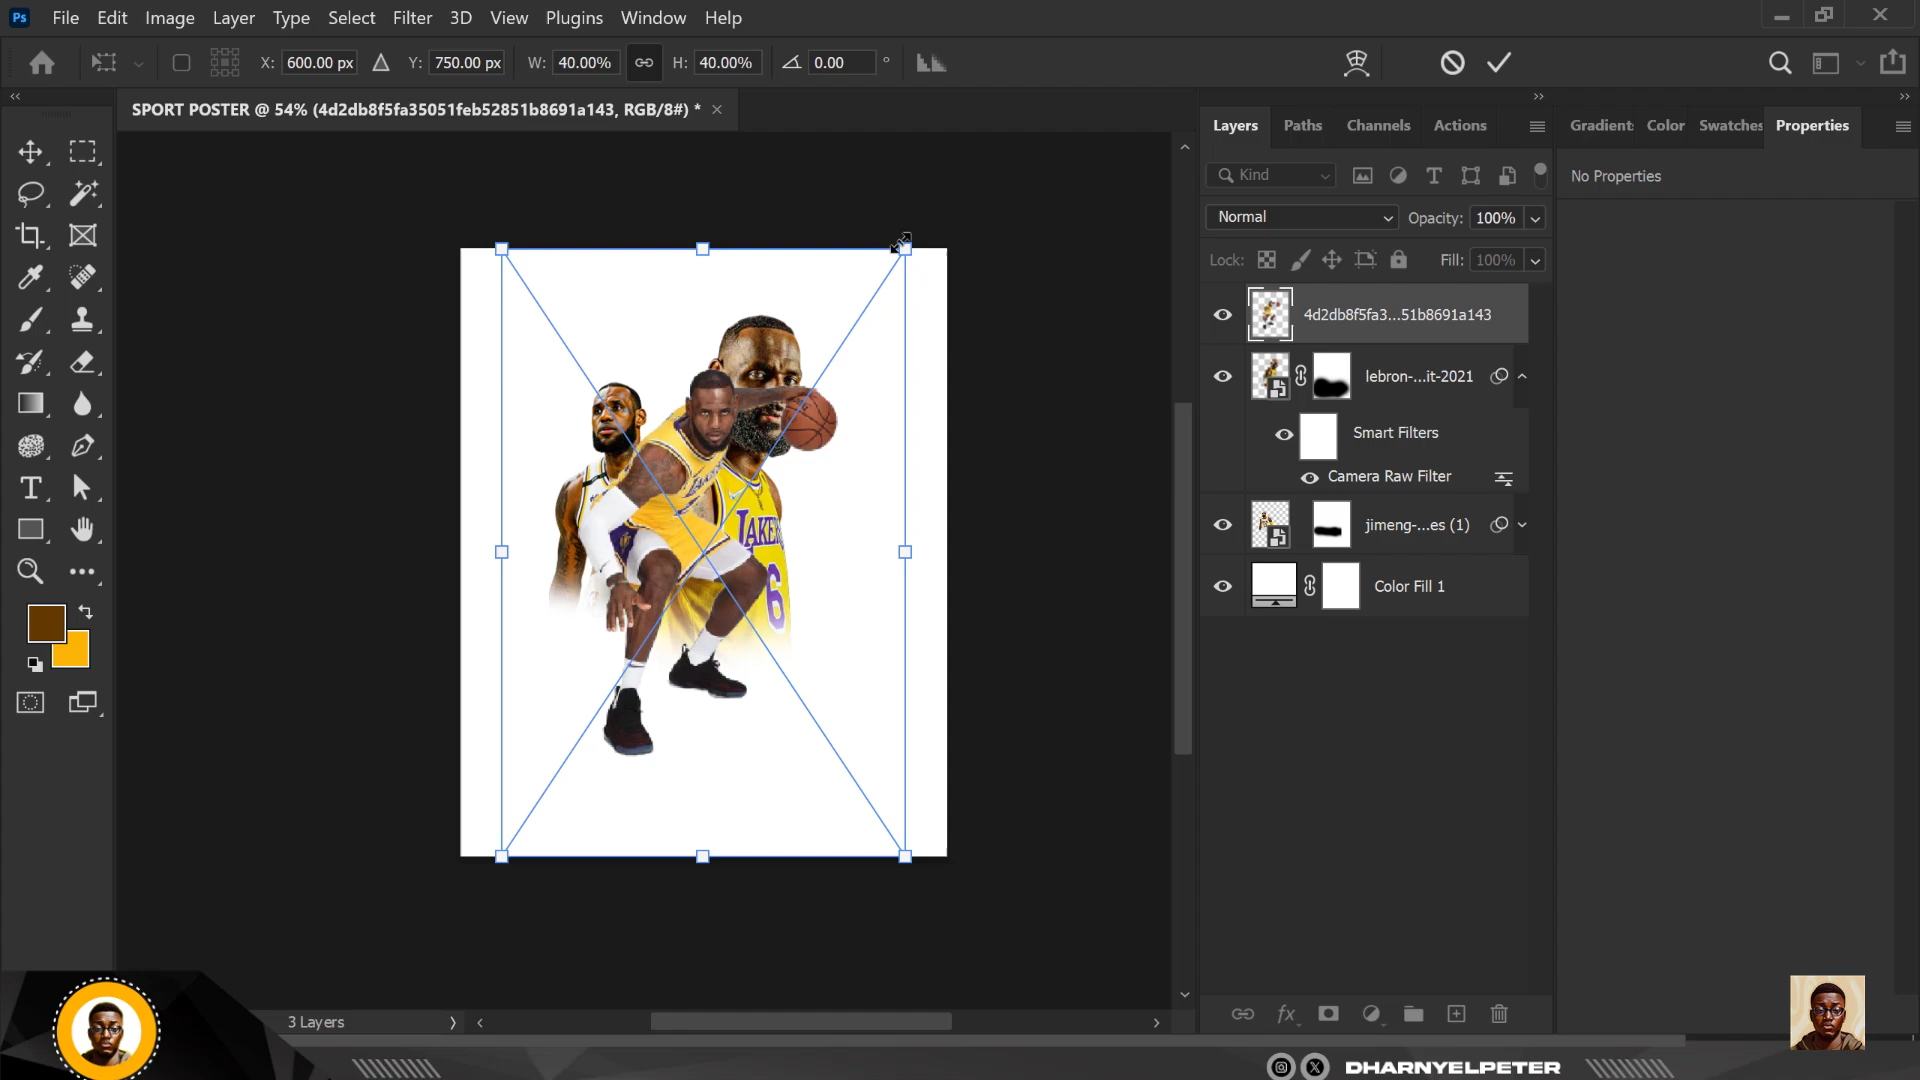 Ps File Edit Image Layer Type Select Filter 3D View Plugins Window Help
X: 600.00 px Y: 750.00 px W: 40.00% H: 40.00% 0.00 °
SPORT POSTER @ 54% (4d2db8f5fa35051feb52851b8691a143, RGB/8#) *
Layers Paths Channels Actions
Gradients Color Swatches Properties
Kind
No Properties
Normal Opacity: 100%
Lock: Fill: 100%
4d2db8f5fa3...51b8691a143
lebron-...it-2021
Smart Filters
Camera Raw Filter
jimeng-...es (1)
Color Fill 1
LAKERS
6
3 Layers
fx
DHARNYELPETER